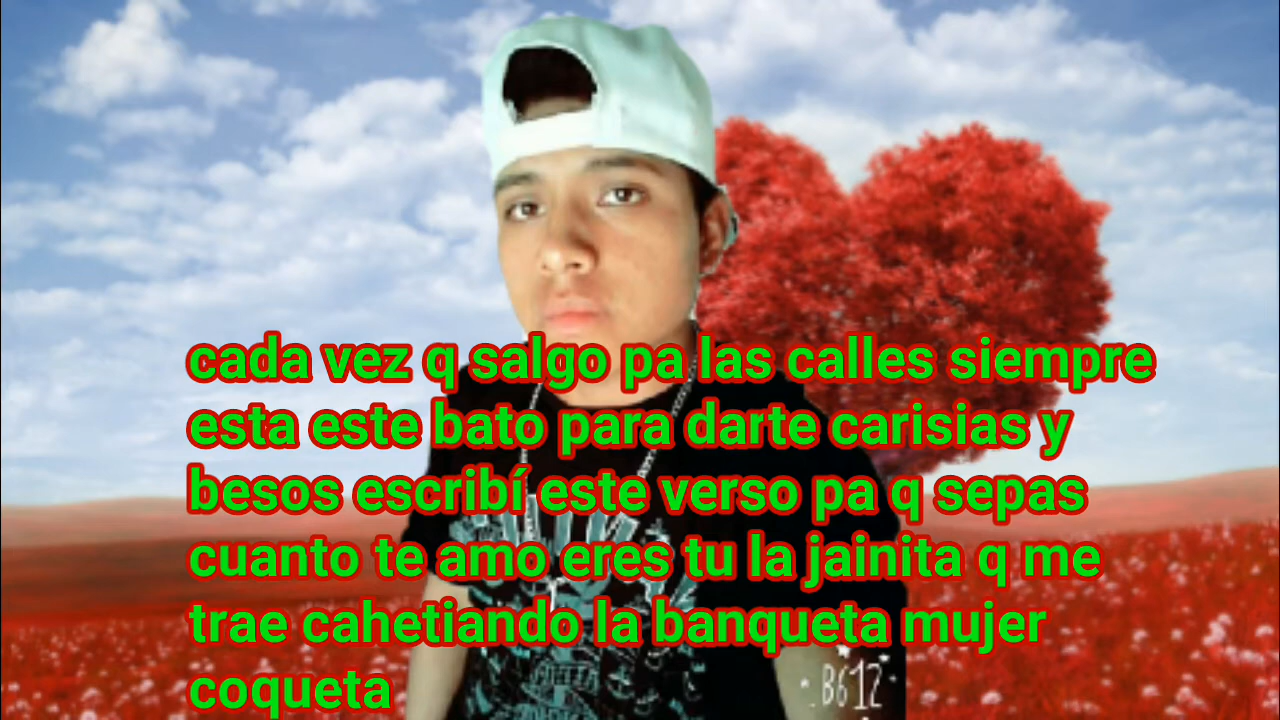 cada vez q salgo pa las calles siempre
esta este bato para darte carisias y
besos escribí este verso pa q sepas
cuanto te amo eres tu la jainita q me
trae cahetiando la banqueta mujer
coqueta
B612